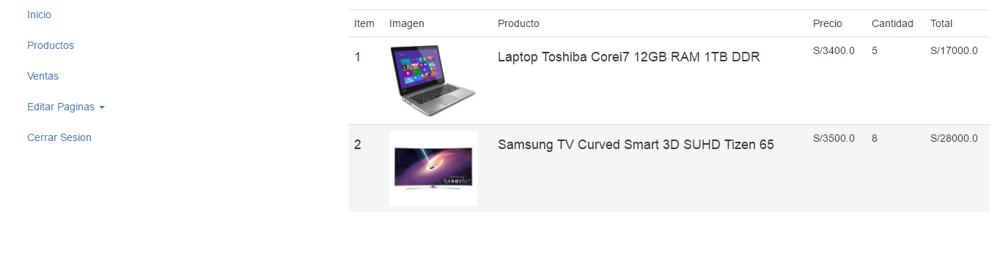 Inicio
Productos
Ventas
Editar Paginas
Cerrar Sesion
Item Imagen Producto Precio Cantidad Total
1 Laptop Toshiba Corei7 12GB RAM 1TB DDR S/3400.0 5 S/17000.0
2 Samsung TV Curved Smart 3D SUHD Tizen 65 S/3500.0 8 S/28000.0
SUHDTV